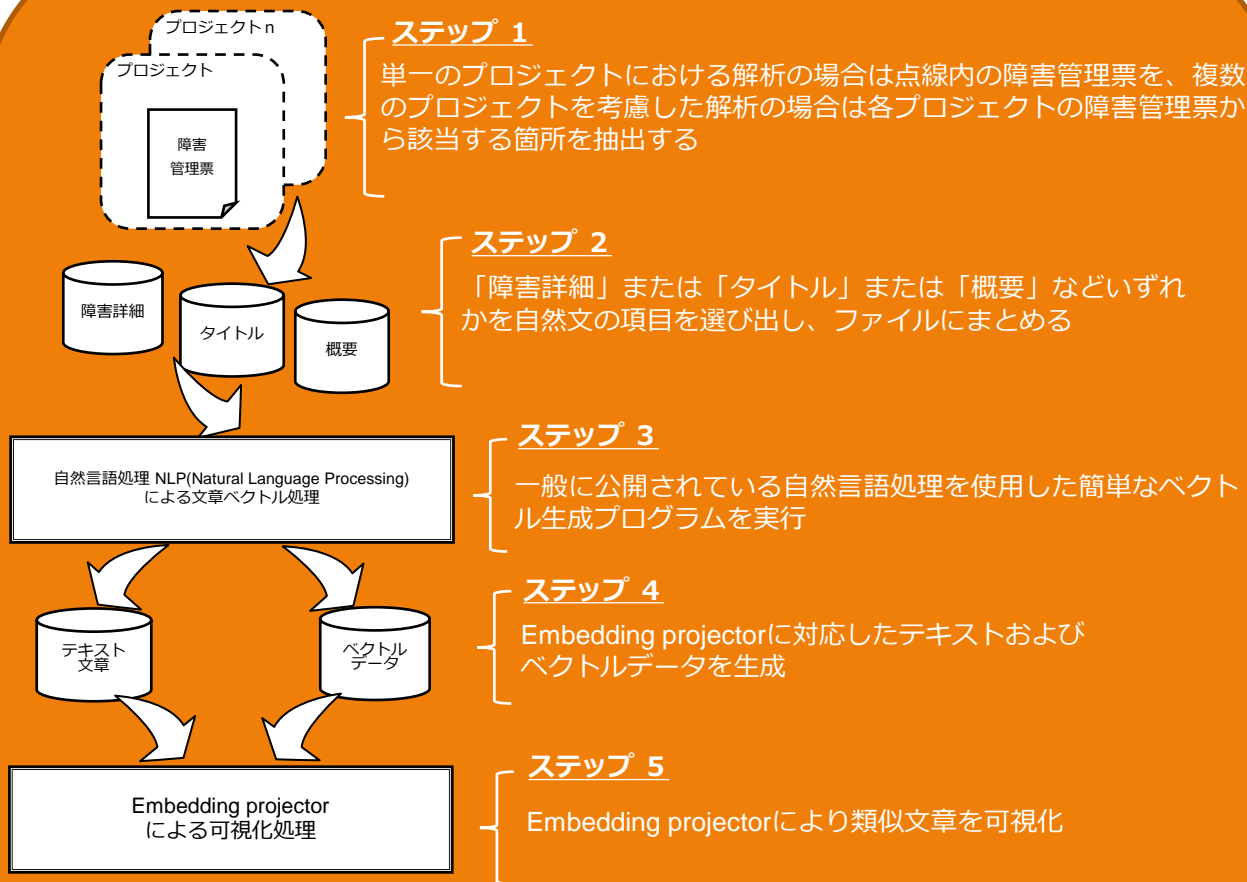 プロジェクトn
プロジェクト
障害
管理票
ステップ 1
単一のプロジェクトにおける解析の場合は点線内の障害管理票を、複数
のプロジェクトを考慮した解析の場合は各プロジェクトの障害管理票か
ら該当する箇所を抽出する
障害詳細
タイトル
概要
ステップ 2
「障害詳細」または「タイトル」または「概要」などいずれ
かを自然文の項目を選び出し、ファイルにまとめる
自然言語処理 NLP(Natural Language Processing)
による文章ベクトル処理
ステップ 3
一般に公開されている自然言語処理を使用した簡単なベクト
ル生成プログラムを実行
テキスト
文章
ベクトル
データ
ステップ 4
Embedding projectorに対応したテキストおよび
ベクトルデータを生成
Embedding projector
による可視化処理
ステップ 5
Embedding projectorにより類似文章を可視化